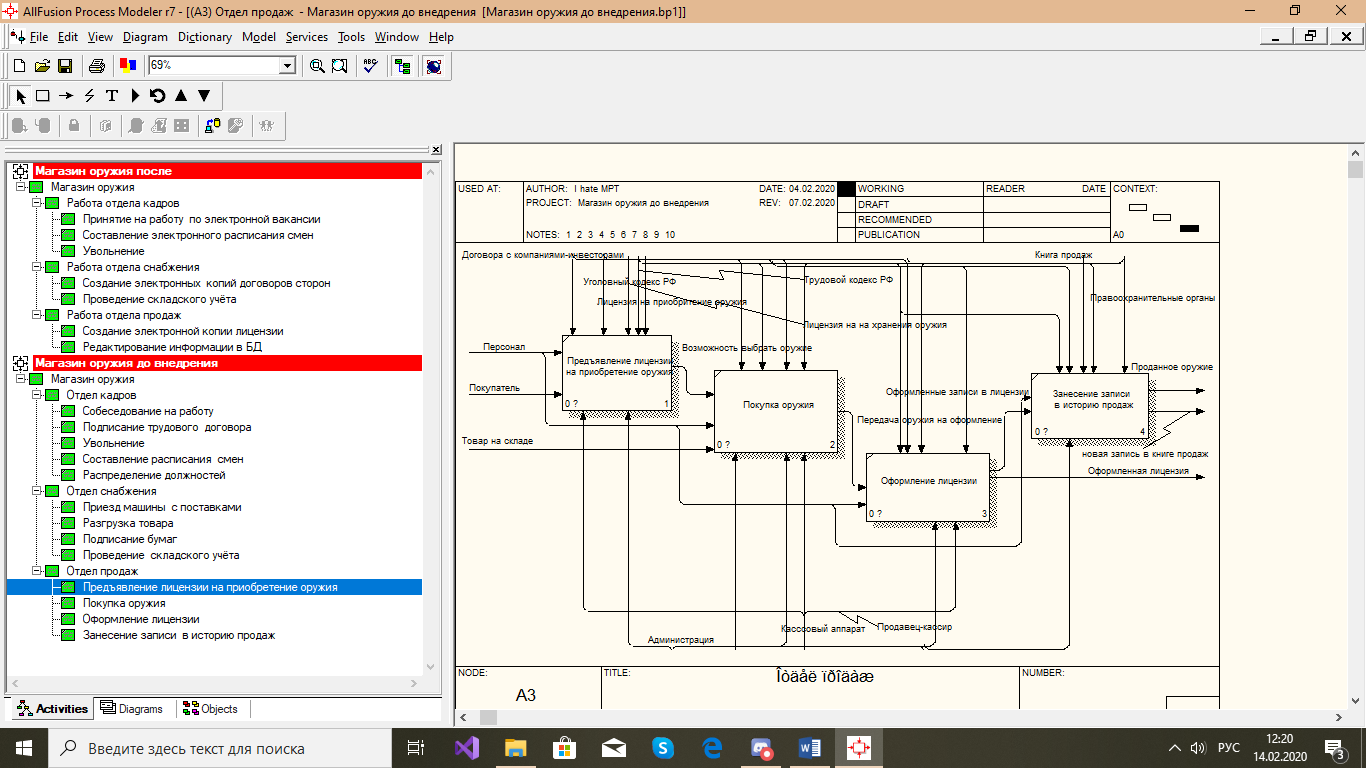 AllFusion Process Modeler r7 - [(A3) Отдел продаж - Магазин оружия до внедрения [Магазин оружия до внедрения.bp1]]
File Edit View Diagram Dictionary Model Services Tools Window Help
69%
Магазин оружия после
Магазин оружия
Работа отдела кадров
Принятие на работу по электронной вакансии
Составление электронного расписания смен
Увольнение
Работа отдела снабжения
Создание электронных копий договоров сторон
Проведение складского учёта
Работа отдела продаж
Создание электронной копии лицензии
Редактирование информации в БД
Магазин оружия до внедрения
Магазин оружия
Отдел кадров
Собеседование на работу
Подписание трудового договора
Увольнение
Составление расписания смен
Распределение должностей
Отдел снабжения
Приезд машины с поставками
Разгрузка товара
Подписание бумаг
Проведение складского учёта
Отдел продаж
Предъявление лицензии на приобретение оружия
Покупка оружия
Оформление лицензии
Занесение записи в историю продаж
Activities Diagrams Objects
USED AT: AUTHOR: I hate MPT DATE: 04.02.2020 WORKING READER DATE CONTEXT:
PROJECT: Магазин оружия до внедрения REV: 07.02.2020 DRAFT
RECOMMENDED
NOTES: 1 2 3 4 5 6 7 8 9 10 PUBLICATION A0
Договора с компаниями-инвесторами Книга продаж
Уголовный кодекс РФ Трудовой кодекс РФ
Лицензия на приобритение оружия Правоохранительные органы
Лицензия на на хранения оружия
Персонал Возможность выбрать оружие
Предъявление лицензии
на приобретение оружия
0 ? 1
Проданное оружие
Покупатель Оформленные записи в лицензии
Занесение записи
в историю продаж
0 ? 4
Покупка оружия
0 ? 2
Передача оружия на оформление
Товар на складе новая запись в книге продаж
Оформленная лицензия
Оформление лицензии
0 ? 3
Касссовый аппарат Продавец-кассир
Администрация
NODE: TITLE: NUMBER:
A3 Îòäåë ïðîäàæ
Введите здесь текст для поиска
РУС 12:20
14.02.2020
3